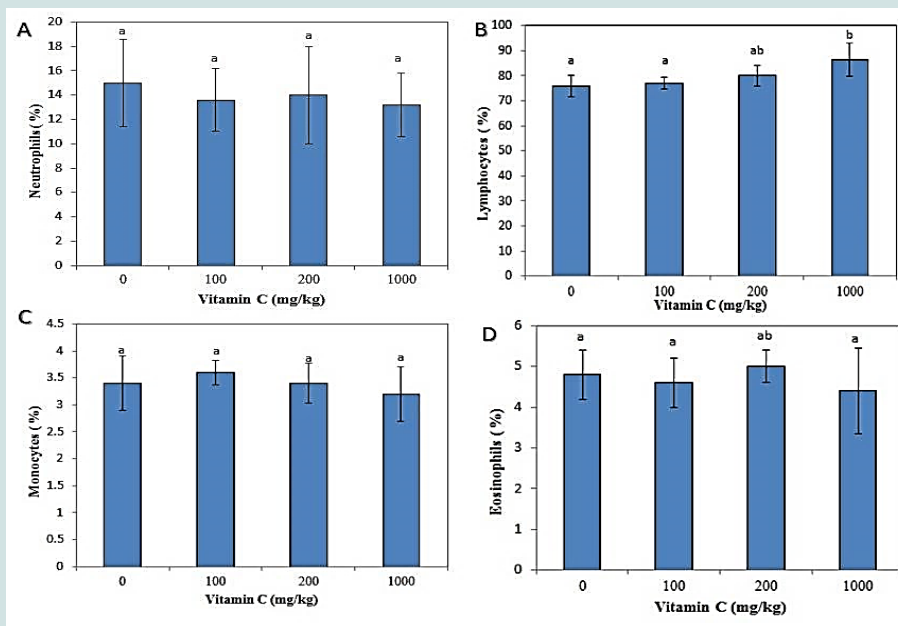 A
Neutrophils( %)
20
18
16
14
12
10
8
6
4
2
0
a
a
a
a
0
100
200
1000
Vitamin C (mg/kg)
B
Lymphocytes ( %)
100
90
80
70
60
50
40
30
20
10
0
a
a
ab
b
0
100
200
1000
Vitamin C (mg/kg)
C
Monocytes ( %)
4.5
4
3.5
3
2.5
2
1.5
1
0.5
0
a
a
a
a
0
100
200
1000
Vitamin C (mg/kg)
D
Eosinophils (%)
6
5
4
3
2
1
0
a
a
ab
a
0
100
200
1000
Vitamin C (mg/kg)